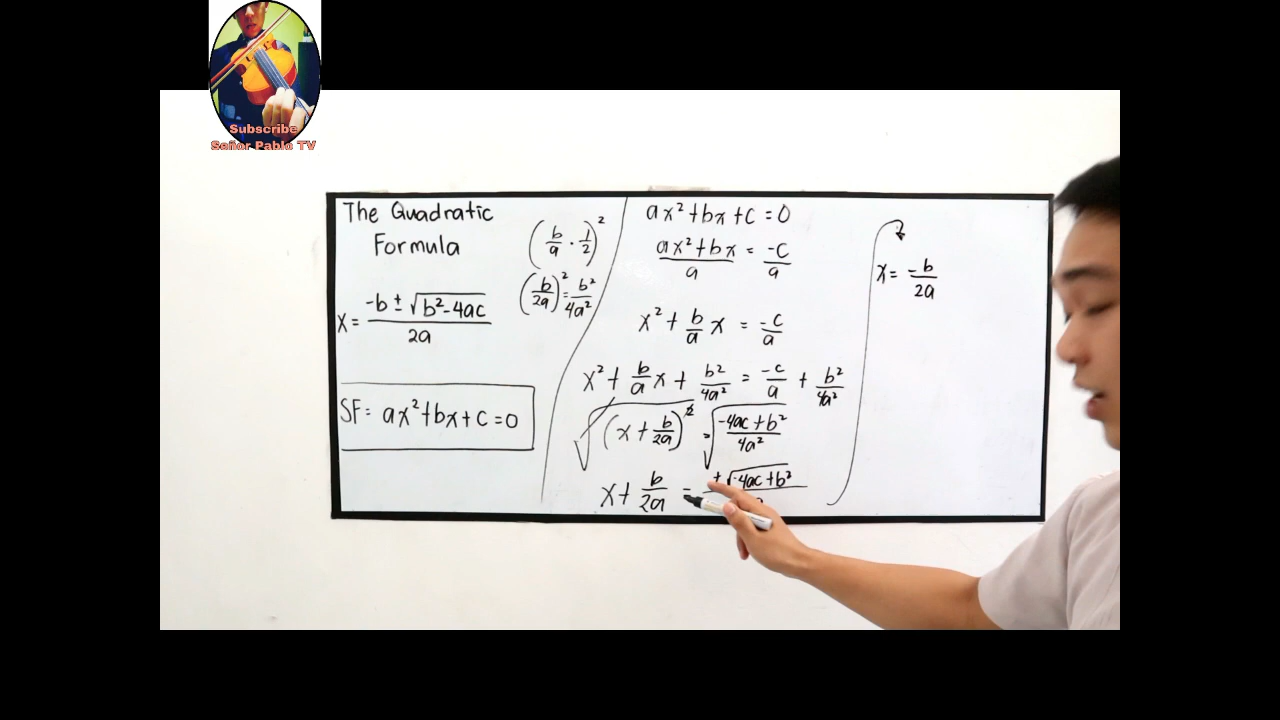 Subscribe
Señor Pablo TV
The Quadratic
Formula
x = (-b ± √(b² - 4ac)) / 2a
SF: ax² + bx + c = 0
(b/a · 1/2)²
(b/2a)² = b²/4a²
ax² + bx + c = 0
(ax² + bx)/a = -c/a
x² + b/a x = -c/a
x² + b/a x + b²/4a² = -c/a + b²/4a²
√(x + b/2a)² = √((-4ac + b²)/4a²)
x + b/2a = ±√(-4ac + b²)
x = -b/2a